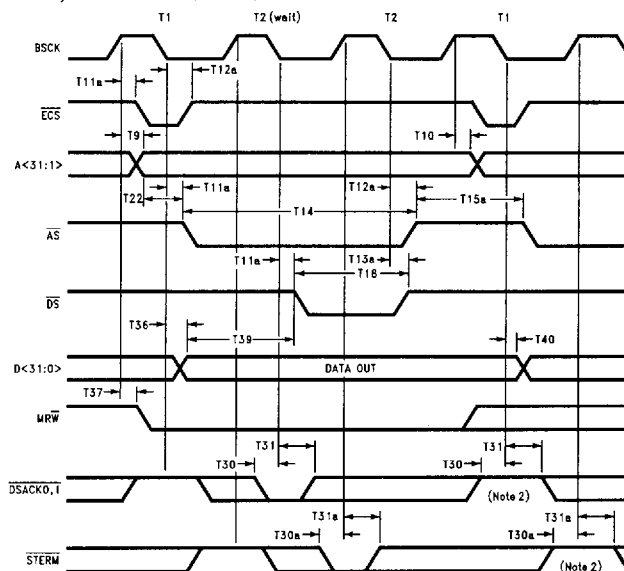 T1 T2 (wait) T2 T1
BSCK
T11a T12a
ECS
T9 T10
A<31:1>
T11a T12a
T22 T14 T15a
AS
T11a T13a
T18
DS
T36
T39 T40
D<31:0> DATA OUT
T37
MRW
T31 T31
T30 T30
DSACK0,1 (Note 2)
T31a T31a
T30a T30a
STERM (Note 2)